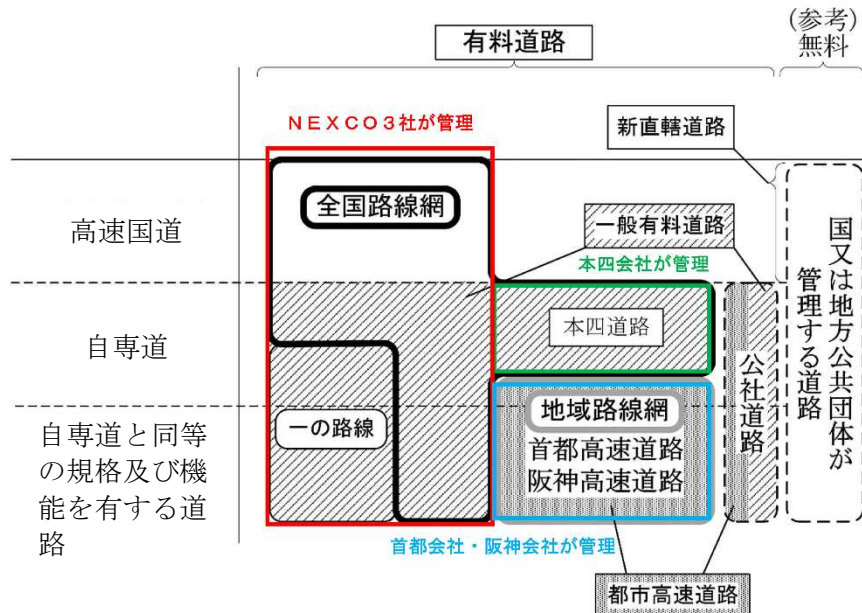 (参考)
無料
有料道路
NEXCO3社が管理
新直轄道路
全国路線網
一般有料道路
高速国道
本四会社が管理
国又は地方公共団体が
管理する道路
本四道路
自専道
公社道路
地域路線網
一の路線
首都高速道路
阪神高速道路
自専道と同等
の規格及び機
能を有する道
路
首都会社・阪神会社が管理
都市高速道路